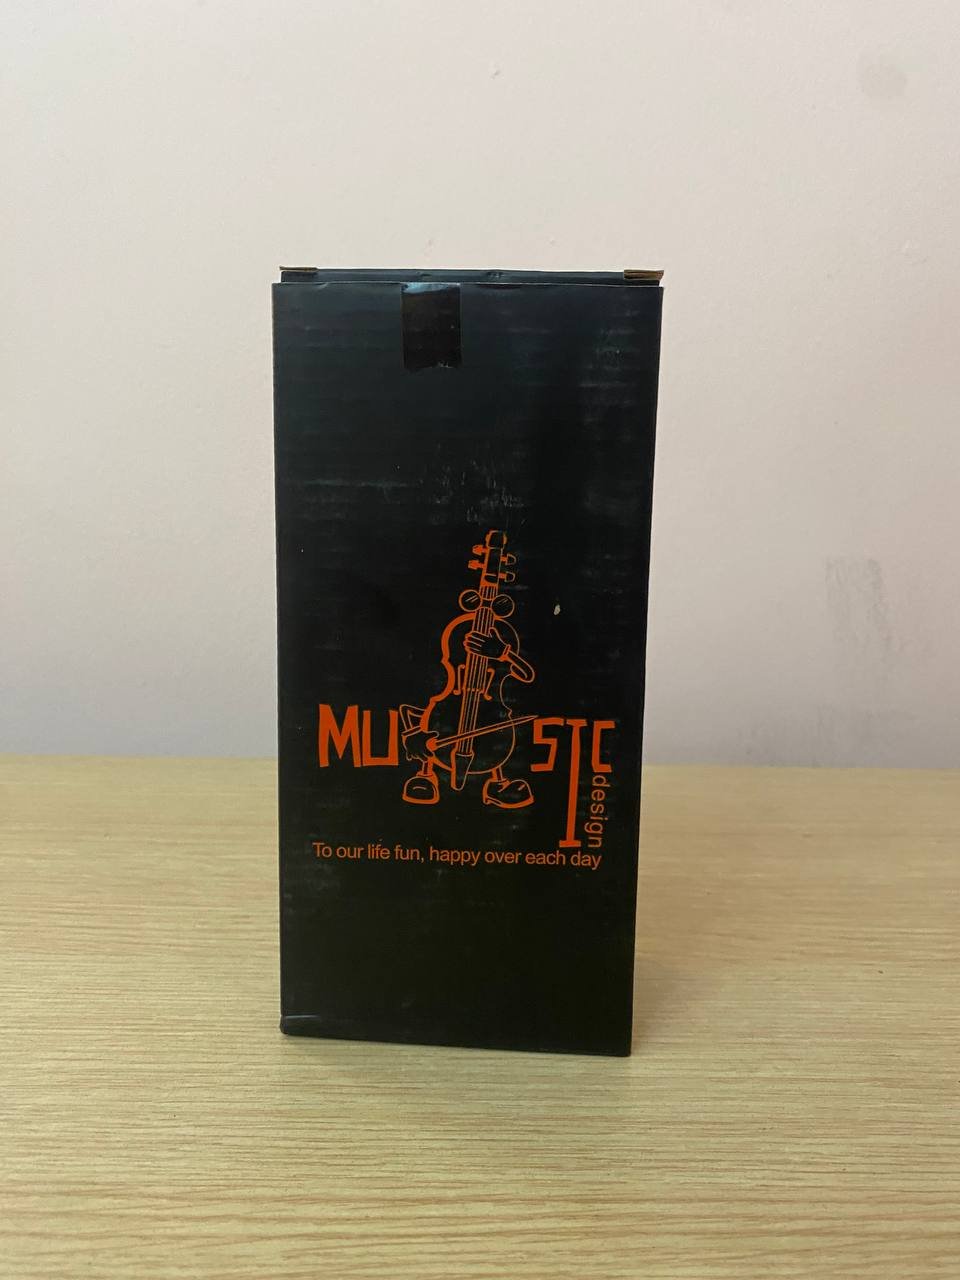 MUSIC
design
To our life fun, happy over each day